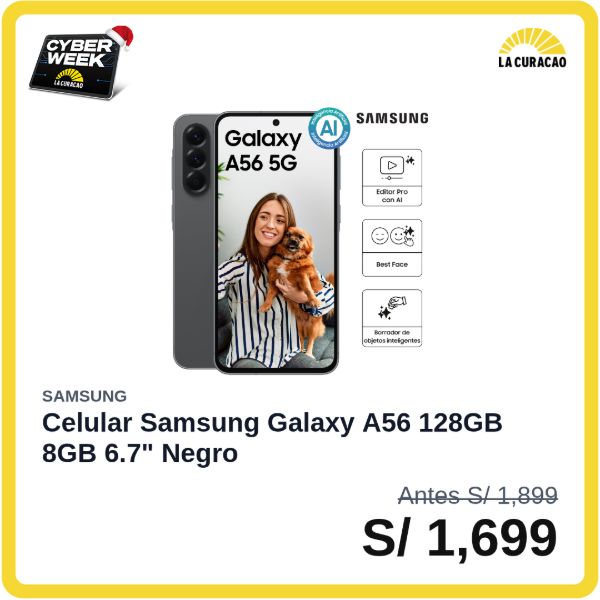 CYBER
WEEK
LA CURACAO
LA CURACAO
Galaxy
A56 5G
AI
SAMSUNG
Editor Pro
con AI
Best Face
Borrador de
objetos inteligentes
SAMSUNG
Celular Samsung Galaxy A56 128GB
8GB 6.7" Negro
Antes S/ 1,899
S/ 1,699